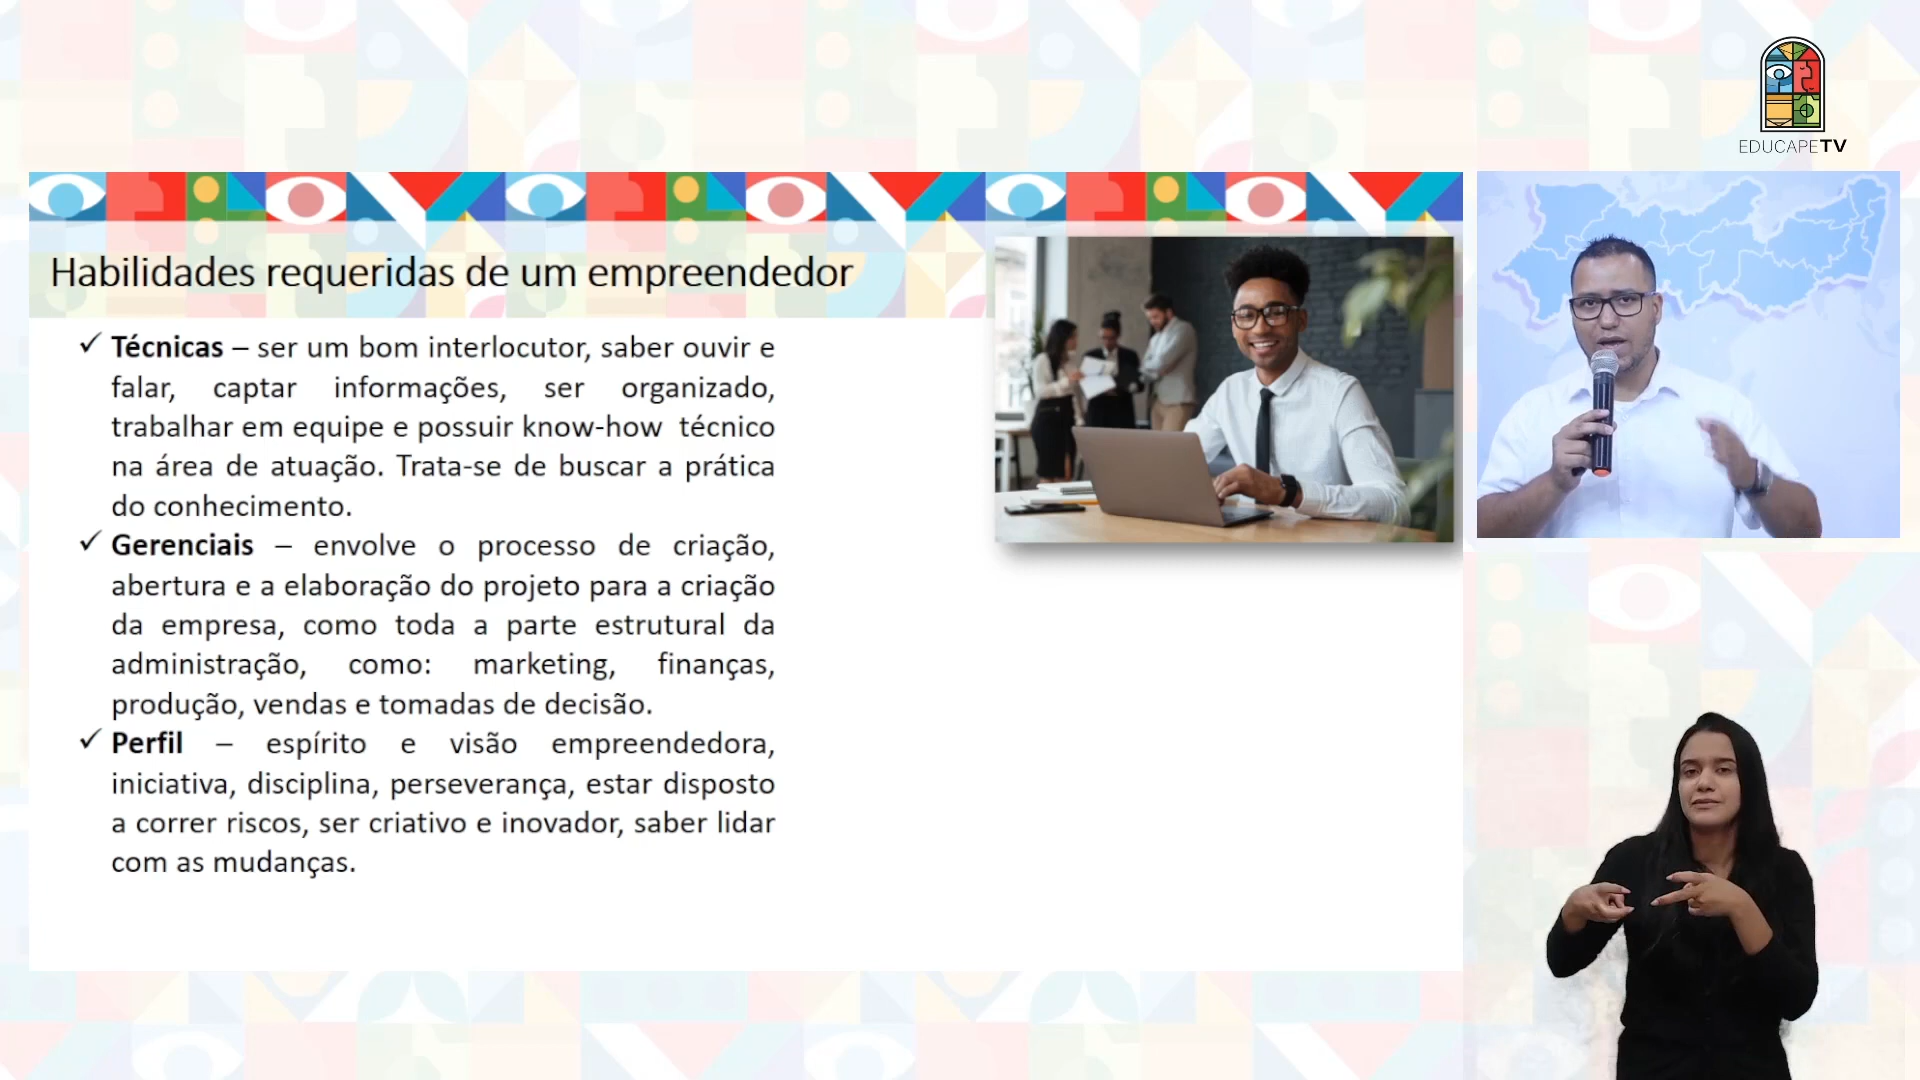 EDUCAPETV
Habilidades requeridas de um empreendedor
✓ Técnicas – ser um bom interlocutor, saber ouvir e
falar, captar informações, ser organizado,
trabalhar em equipe e possuir know-how técnico
na área de atuação. Trata-se de buscar a prática
do conhecimento.
✓ Gerenciais – envolve o processo de criação,
abertura e a elaboração do projeto para a criação
da empresa, como toda a parte estrutural da
administração, como: marketing, finanças,
produção, vendas e tomadas de decisão.
✓ Perfil – espírito e visão empreendedora,
iniciativa, disciplina, perseverança, estar disposto
a correr riscos, ser criativo e inovador, saber lidar
com as mudanças.